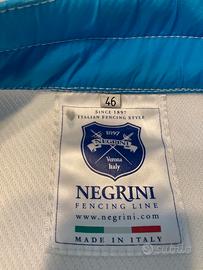 46
SINCE 1897
ITALIAN FENCING STYLE
1897
NEGRINI
Verona
Italy
NEGRINI
FENCING LINE
www.negrini.com
MADE IN ITALY
subito